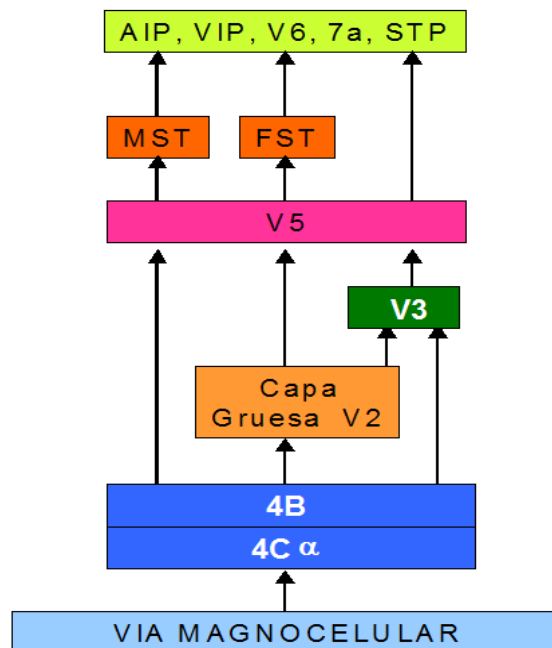 AIP, VIP, V6, 7a, STP
MST
FST
V5
V3
Capa
Gruesa V2
4B
4C α
VIA MAGNOCELULAR